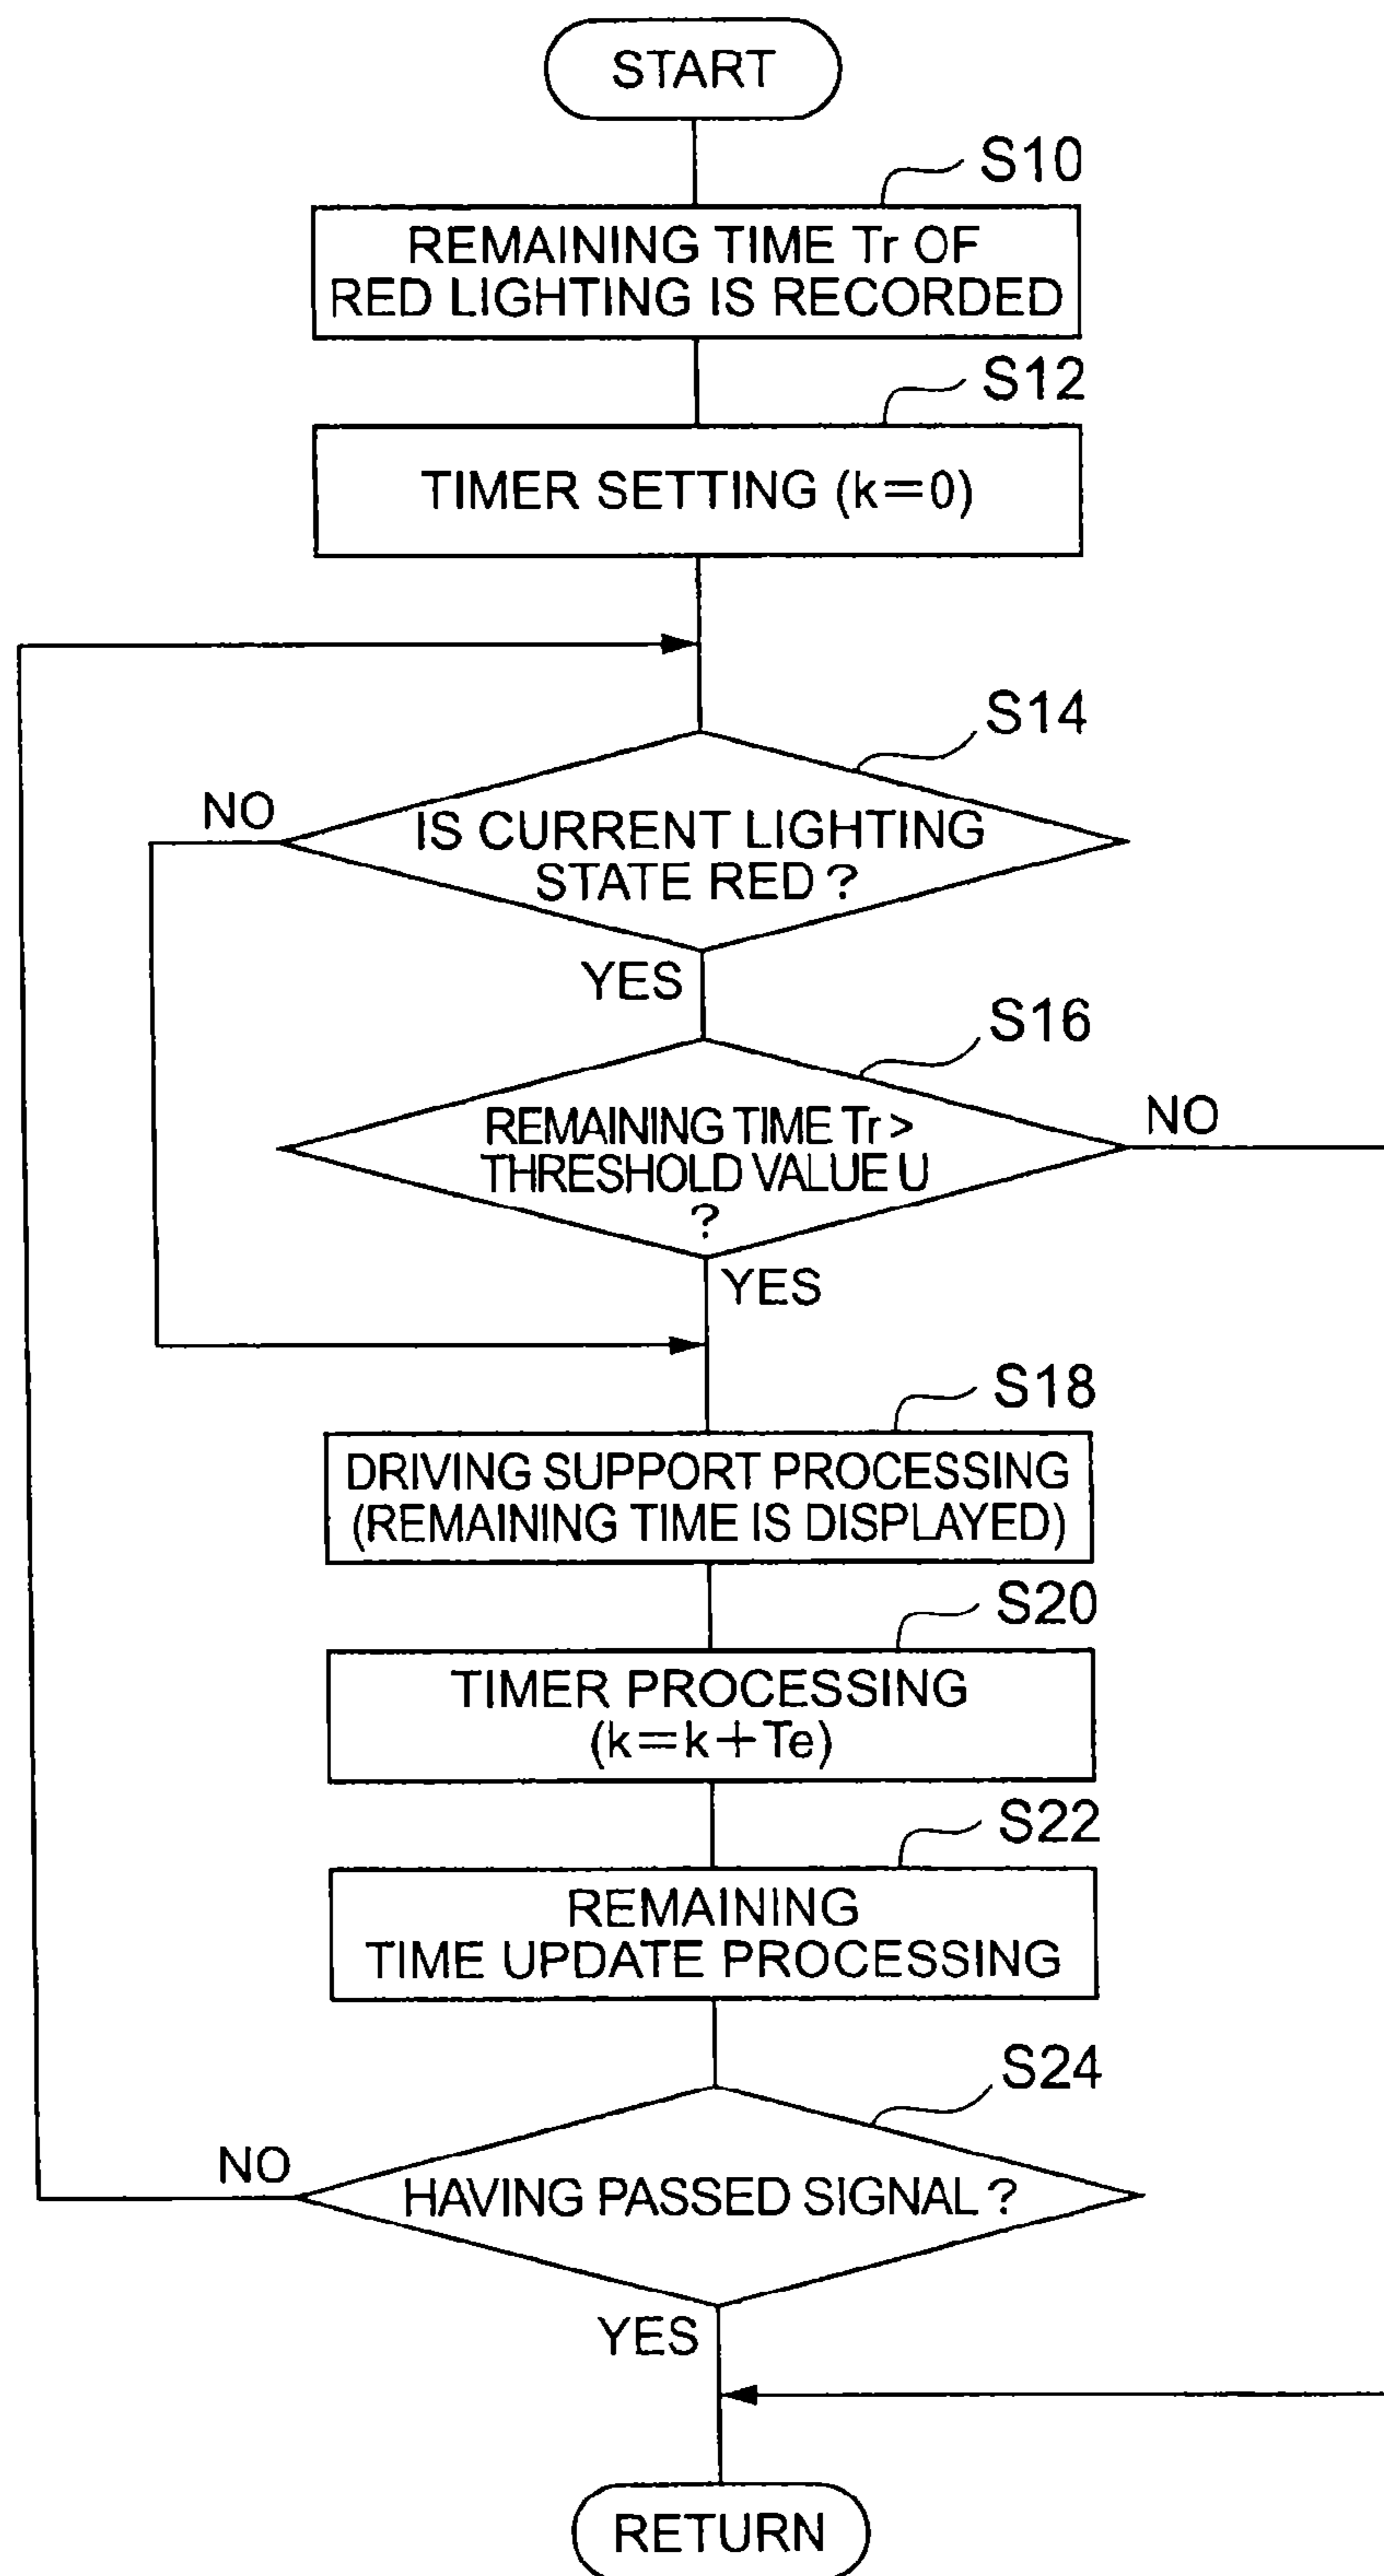 START
S10
REMAINING TIME Tr OF
RED LIGHTING IS RECORDED
S12
TIMER SETTING (k=0)
S14
NO
IS CURRENT LIGHTING
STATE RED ?
YES
S16
REMAINING TIME Tr >
THRESHOLD VALUE U
?
NO
YES
S18
DRIVING SUPPORT PROCESSING
(REMAINING TIME IS DISPLAYED)
S20
TIMER PROCESSING
(k=k+Te)
S22
REMAINING
TIME UPDATE PROCESSING
S24
NO
HAVING PASSED SIGNAL ?
YES
RETURN